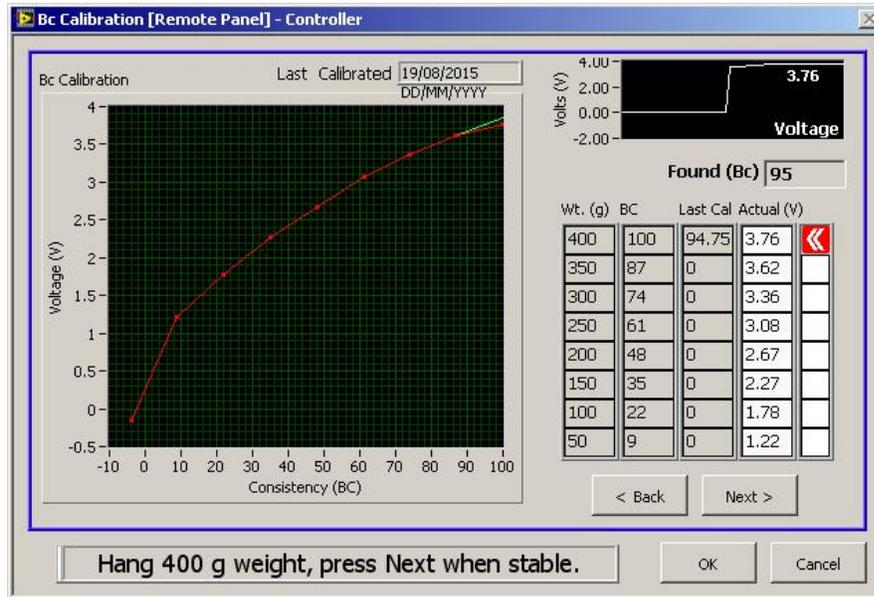 Bc Calibration [Remote Panel] - Controller
Bc Calibration
Last Calibrated 19/08/2015
DD/MM/YYYY
4
3.5
3
2.5
2
1.5
1
0.5
0
-0.5
Voltage (V)
-10 0 10 20 30 40 50 60 70 80 90 100
Consistency (BC)
4.00
2.00
0.00
-2.00
Volts (V)
3.76
Voltage
Found (Bc) 95
Wt. (g) BC Last Cal Actual (V)
400 100 94.75 3.76
350 87 0 3.62
300 74 0 3.36
250 61 0 3.08
200 48 0 2.67
150 35 0 2.27
100 22 0 1.78
50 9 0 1.22
< Back Next >
Hang 400 g weight, press Next when stable.
OK Cancel